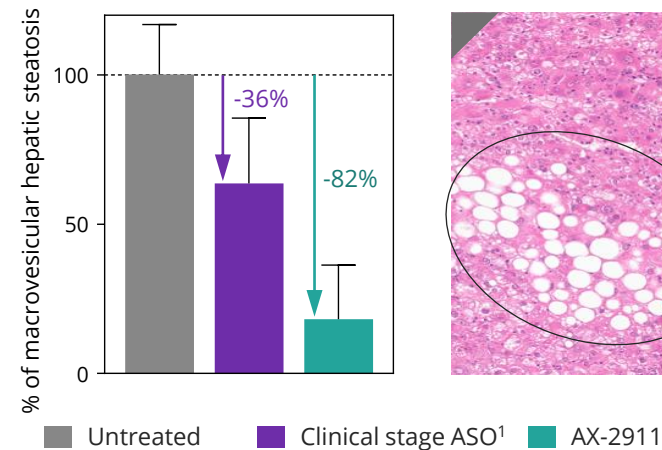 % of macrovesicular hepatic steatosis
100
50
0
-36%
-82%
Untreated
Clinical stage ASO¹
AX-2911